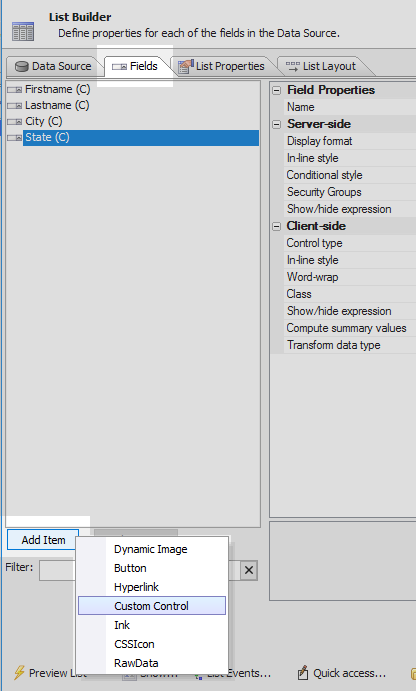 List Builder
Define properties for each of the fields in the Data Source.
Data Source Fields List Properties List Layout
Firstname (C)
Lastname (C)
City (C)
State (C)
Field Properties
Name
Server-side
Display format
In-line style
Conditional style
Security Groups
Show/hide expression
Client-side
Control type
In-line style
Word-wrap
Class
Show/hide expression
Compute summary values
Transform data type
Add Item
Filter:
Dynamic Image
Button
Hyperlink
Custom Control
Ink
CSSIcon
RawData
Preview List List Events... Quick access...